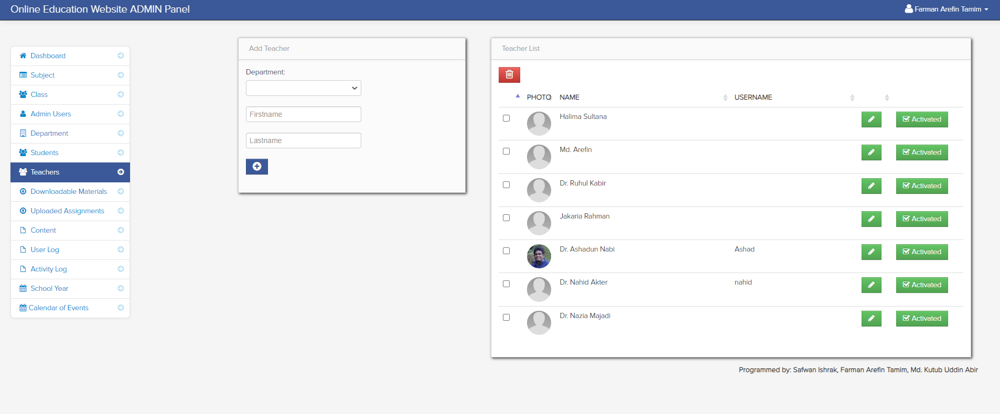 Online Education Website ADMIN Panel
Farman Arefin Tamim
Dashboard
Subject
Class
Admin Users
Department
Students
Teachers
Downloadable Materials
Uploaded Assignments
Content
User Log
Activity Log
School Year
Calendar of Events
Add Teacher
Department:
Firstname
Lastname
Teacher List
PHOTO NAME USERNAME
Halima Sultana Activated
Md. Arefin Activated
Dr. Ruhul Kabir Activated
Jakaria Rahman Activated
Dr. Ashadun Nabi Ashad Activated
Dr. Nahid Akter nahid Activated
Dr. Nazia Majadi Activated
Programmed by: Safwan Ishrak, Farman Arefin Tamim, Md. Kutub Uddin Abir